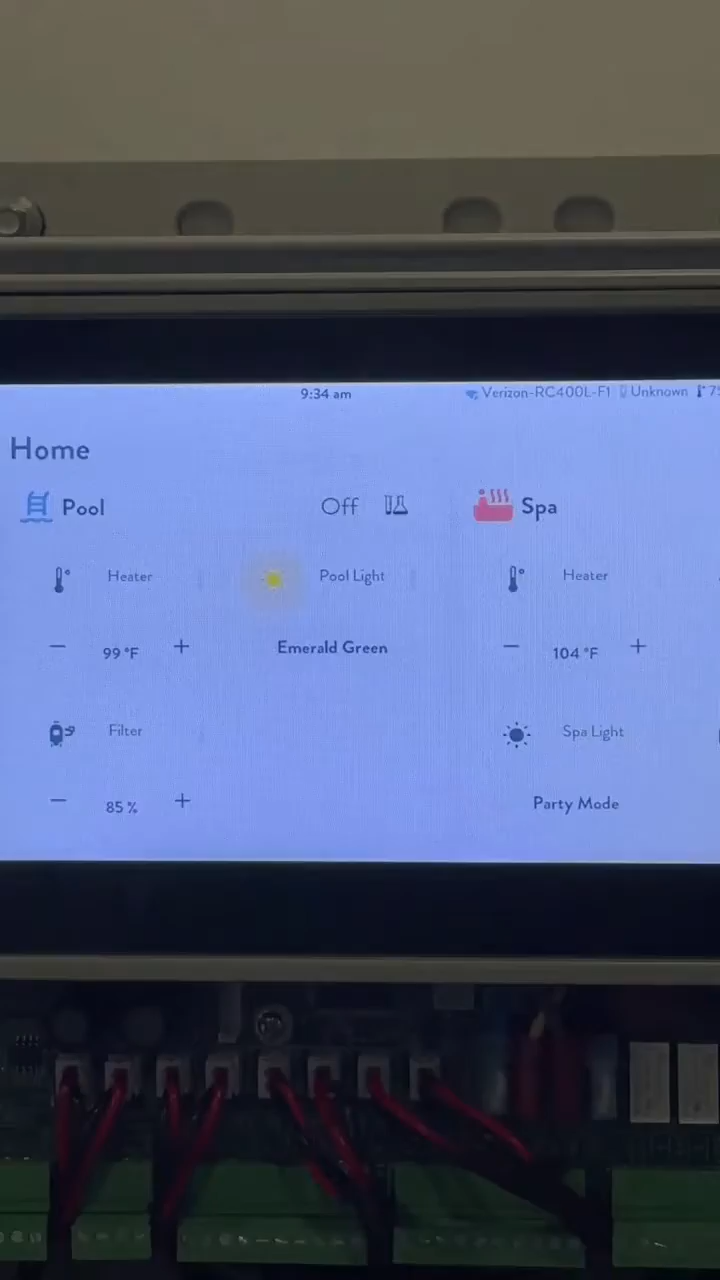 9:34 am Verizon-RC400L-F1 Unknown
Home
Pool Off Spa
Heater Pool Light Heater
− 99 °F + Emerald Green − 104 °F +
Filter Spa Light
− 85 % + Party Mode